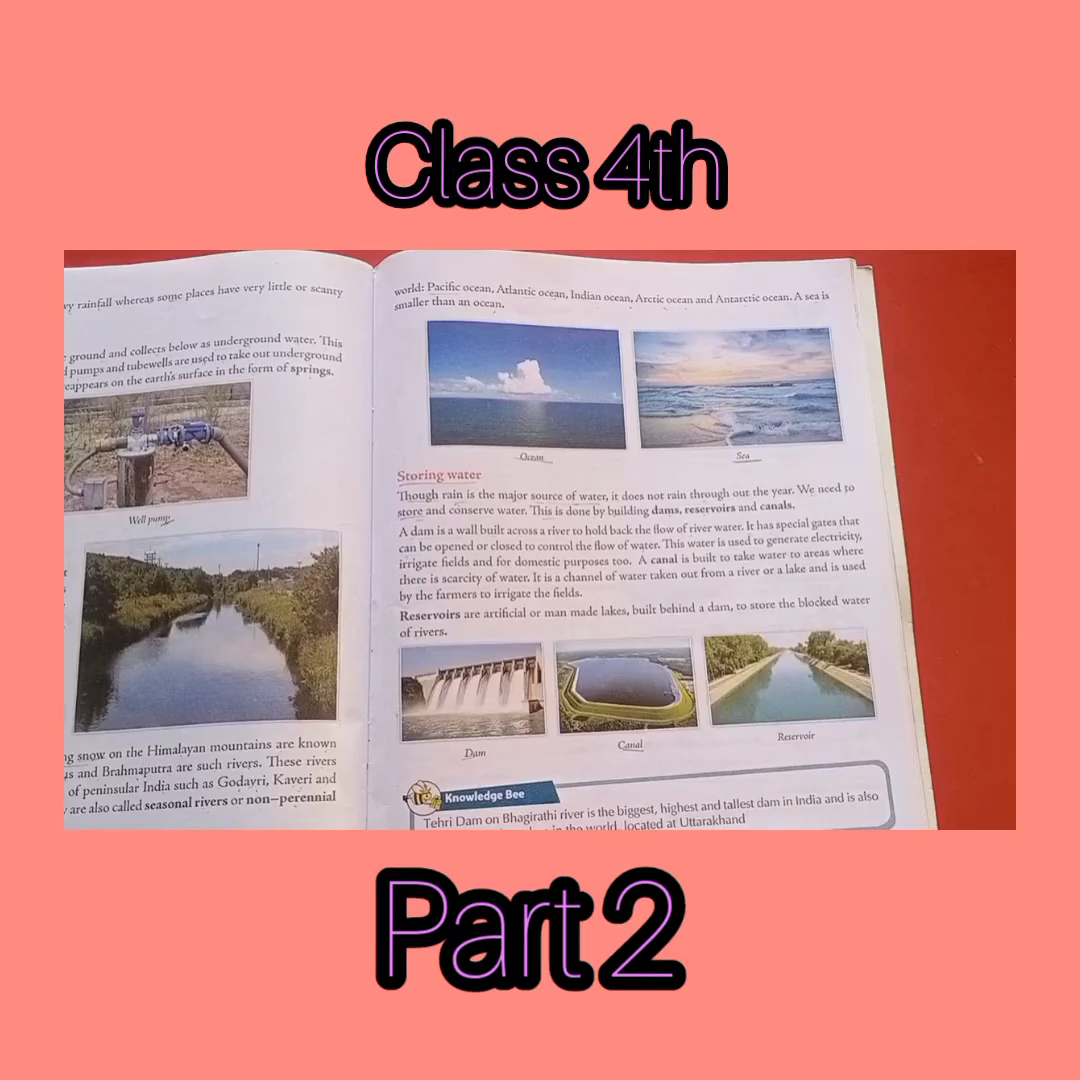 Class 4th
vy rainfall whereas some places have very little or scanty
ground and collects below as underground water. This
pumps and tubewells are used to take out underground
eappears on the earth's surface in the form of springs.
Well pump
ng snow on the Himalayan mountains are known
and Brahmaputra are such rivers. These rivers
of peninsular India such as Godayri, Kaveri and
are also called seasonal rivers or non-perennial
world: Pacific ocean, Atlantic ocean, Indian ocean, Arctic ocean and Antarctic ocean. A sea is
smaller than an ocean.
Ocean
Sea
Storing water
Though rain is the major source of water, it does not rain through out the year. We need to
store and conserve water. This is done by building dams, reservoirs and canals.
A dam is a wall built across a river to hold back the flow of river water. It has special gates that
can be opened or closed to control the flow of water. This water is used to generate electricity,
irrigate fields and for domestic purposes too. A canal is built to take water to areas where
there is scarcity of water. It is a channel of water taken out from a river or a lake and is used
by the farmers to irrigate the fields.
Reservoirs are artificial or man made lakes, built behind a dam, to store the blocked water
of rivers.
Dam
Canal
Reservoir
Knowledge Bee
Tehri Dam on Bhagirathi river is the biggest, highest and tallest dam in India and is also
in the world, located at Uttarakhand
Part 2